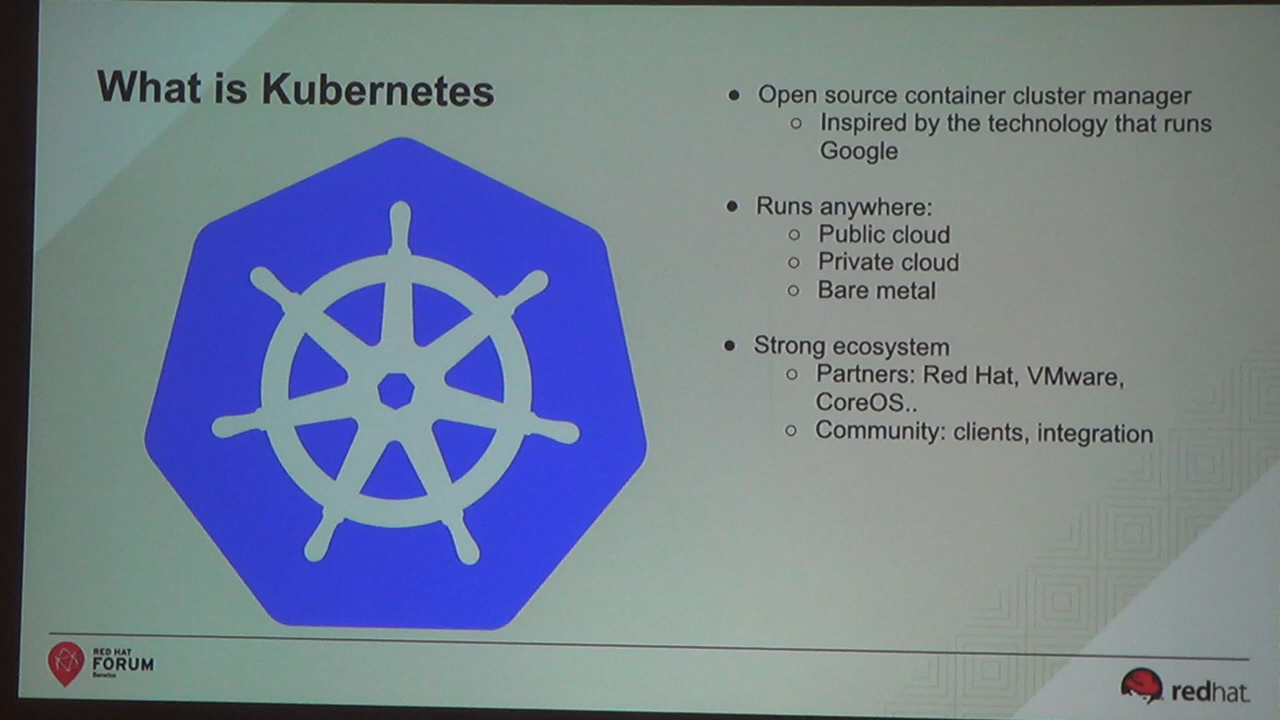 What is Kubernetes
● Open source container cluster manager
○ Inspired by the technology that runs
Google
● Runs anywhere:
○ Public cloud
○ Private cloud
○ Bare metal
● Strong ecosystem
○ Partners: Red Hat, VMware,
CoreOS..
○ Community: clients, integration
RED HAT
FORUM
Benelux
redhat.